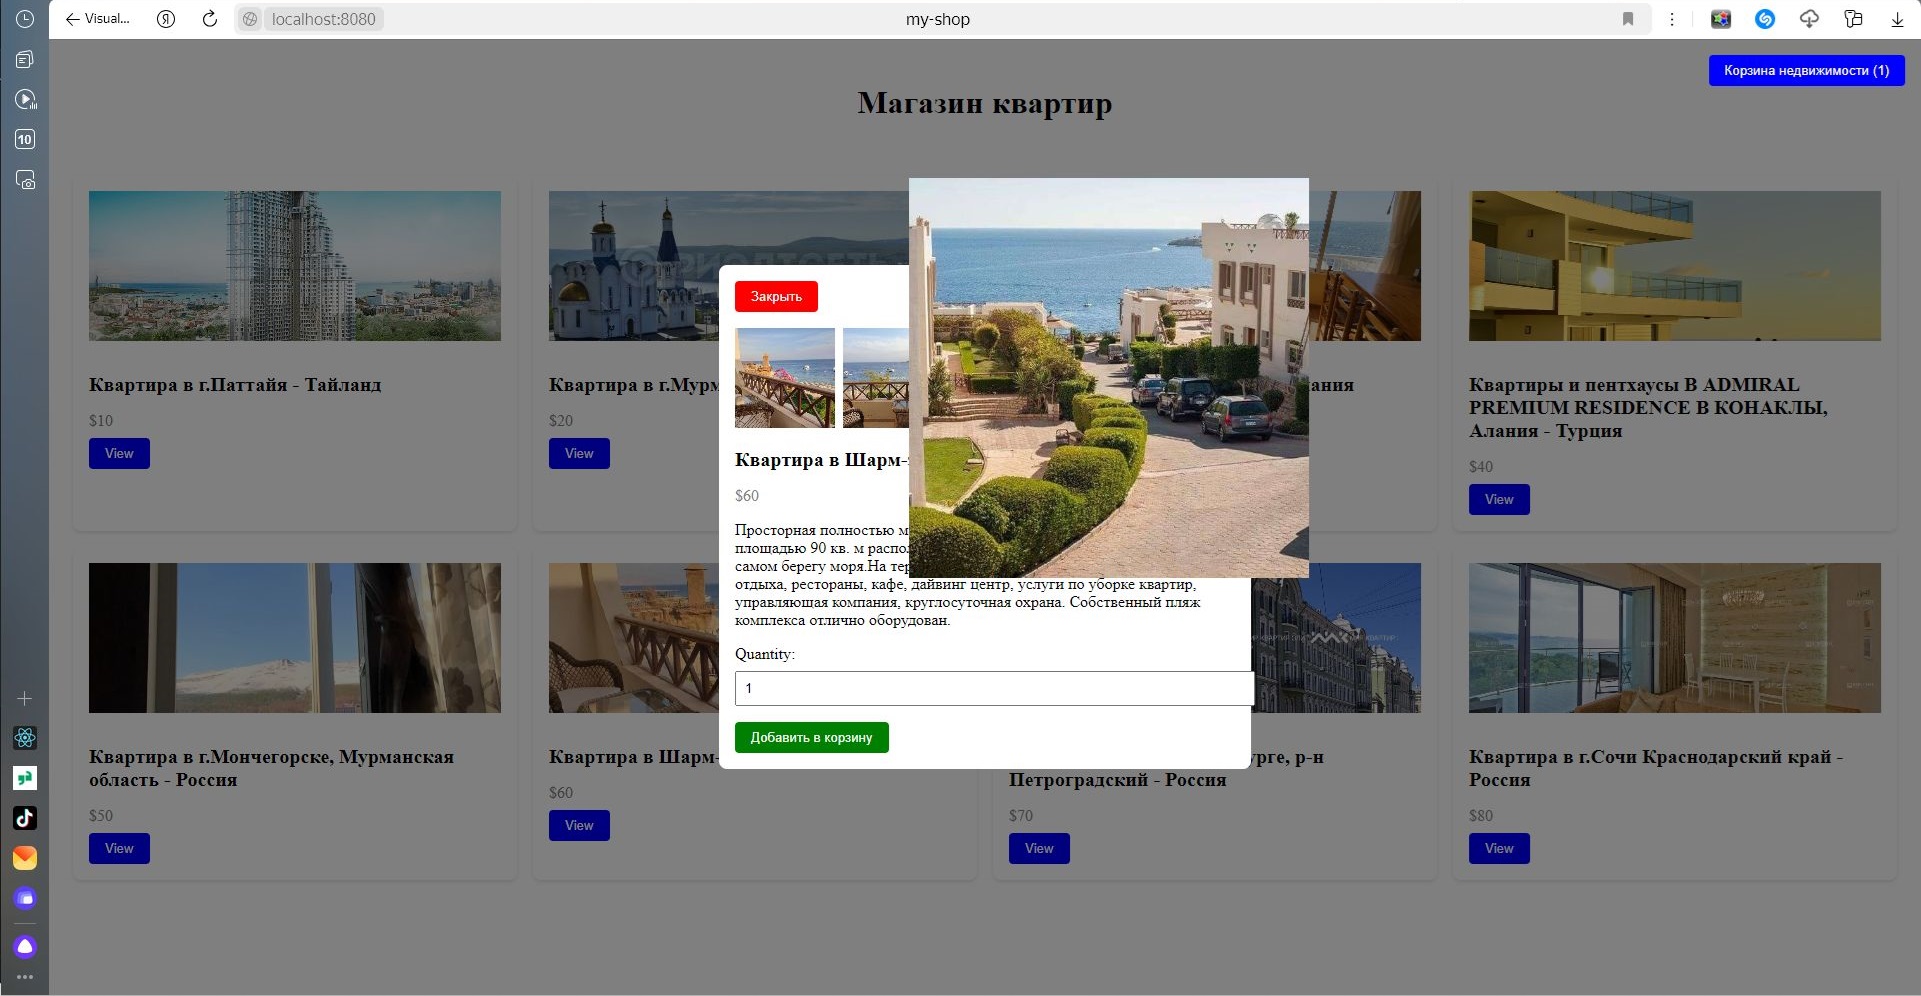 Visual...
localhost:8080
my-shop
10
Корзина недвижимости (1)
Магазин квартир
Квартира в г.Паттайя - Тайланд
$10
View
Квартира в г.Мурм
$20
View
ания
Квартиры и пентхаусы В ADMIRAL
PREMIUM RESIDENCE В КОНАКЛЫ,
Алания - Турция
$40
View
Закрыть
Квартира в Шарм-
$60
Просторная полностью м
площадью 90 кв. м распол
самом берегу моря.На тер
отдыха, рестораны, кафе, дайвинг центр, услуги по уборке квартир,
управляющая компания, круглосуточная охрана. Собственный пляж
комплекса отлично оборудован.
Quantity:
1
Добавить в корзину
Квартира в г.Мончегорске, Мурманская
область - Россия
$50
View
Квартира в Шарм-
$60
View
урге, р-н
Петроградский - Россия
$70
View
Квартира в г.Сочи Краснодарский край -
Россия
$80
View